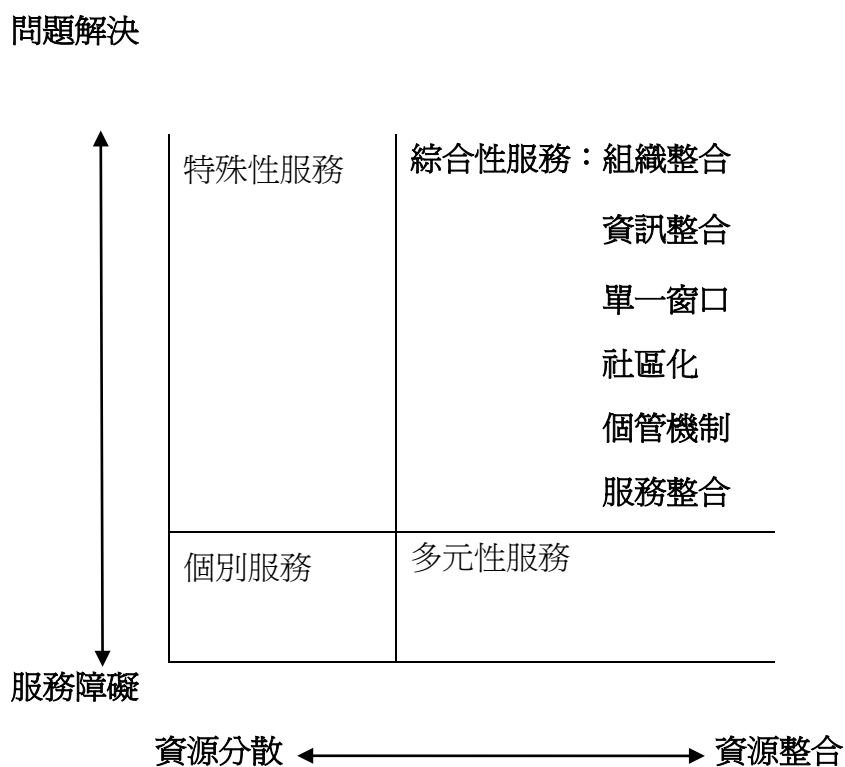 問題解決
特殊性服務
綜合性服務：組織整合
資訊整合
單一窗口
社區化
個管機制
服務整合
個別服務
多元性服務
服務障礙
資源分散
資源整合